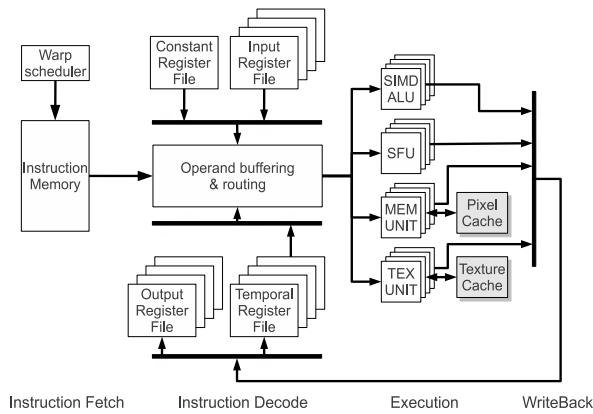 Warp
scheduler
Instruction
Memory
Constant
Register
File
Input
Register
File
Operand buffering
& routing
Output
Register
File
Temporal
Register
File
SIMD
ALU
SFU
MEM
UNIT
Pixel
Cache
TEX
UNIT
Texture
Cache
Instruction Fetch
Instruction Decode
Execution
WriteBack